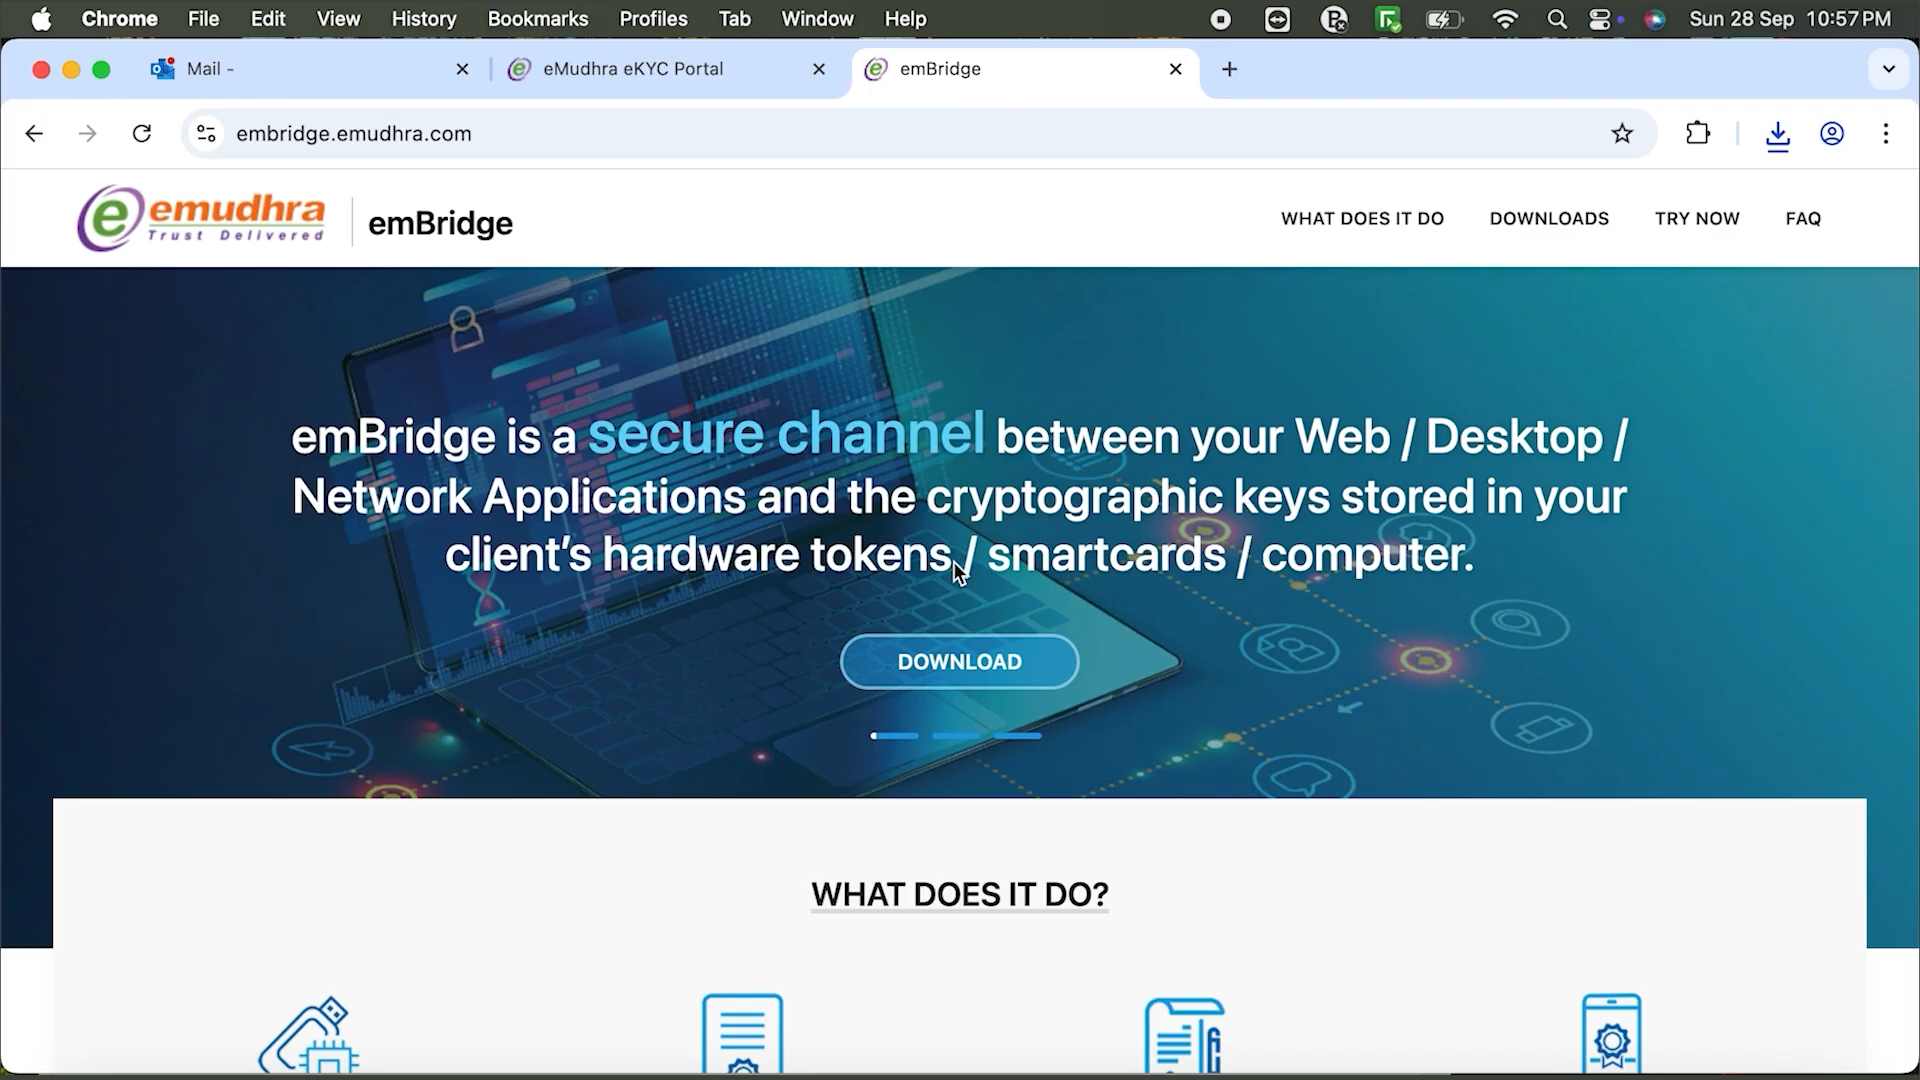 Chrome File Edit View History Bookmarks Profiles Tab Window Help Sun 28 Sep 10:57 PM
Mail - eMudhra eKYC Portal emBridge
embridge.emudhra.com
emudhra
Trust Delivered
emBridge
WHAT DOES IT DO DOWNLOADS TRY NOW FAQ
emBridge is a secure channel between your Web / Desktop /
Network Applications and the cryptographic keys stored in your
client's hardware tokens / smartcards / computer.
DOWNLOAD
WHAT DOES IT DO?